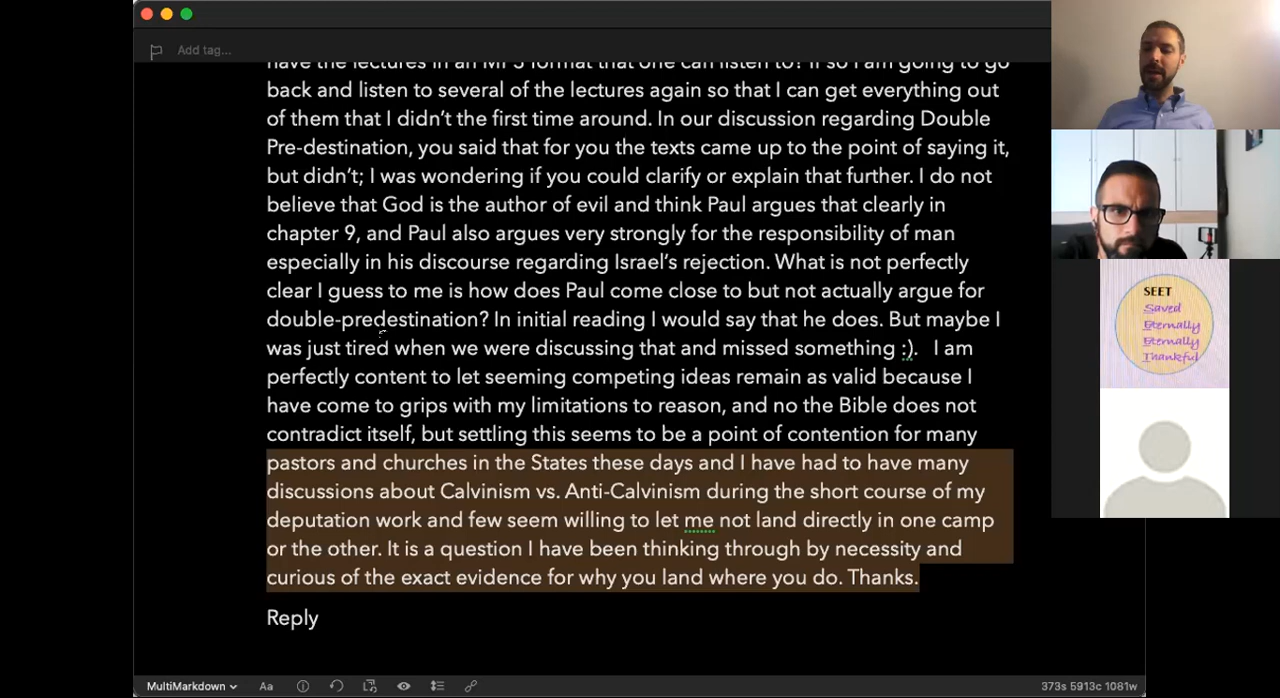 Add tag...
have the lectures in an MP3 format that one can listen to? If so I am going to go
back and listen to several of the lectures again so that I can get everything out
of them that I didn’t the first time around. In our discussion regarding Double
Pre-destination, you said that for you the texts came up to the point of saying it,
but didn’t; I was wondering if you could clarify or explain that further. I do not
believe that God is the author of evil and think Paul argues that clearly in
chapter 9, and Paul also argues very strongly for the responsibility of man
especially in his discourse regarding Israel’s rejection. What is not perfectly
clear I guess to me is how does Paul come close to but not actually argue for
double-predestination? In initial reading I would say that he does. But maybe I
was just tired when we were discussing that and missed something :). I am
perfectly content to let seeming competing ideas remain as valid because I
have come to grips with my limitations to reason, and no the Bible does not
contradict itself, but settling this seems to be a point of contention for many
pastors and churches in the States these days and I have had to have many
discussions about Calvinism vs. Anti-Calvinism during the short course of my
deputation work and few seem willing to let me not land directly in one camp
or the other. It is a question I have been thinking through by necessity and
curious of the exact evidence for why you land where you do. Thanks.
Reply
MultiMarkdown
Aa
373s 5913c 1081w
SEET
Saved
Eternally
Eternally
Thankful